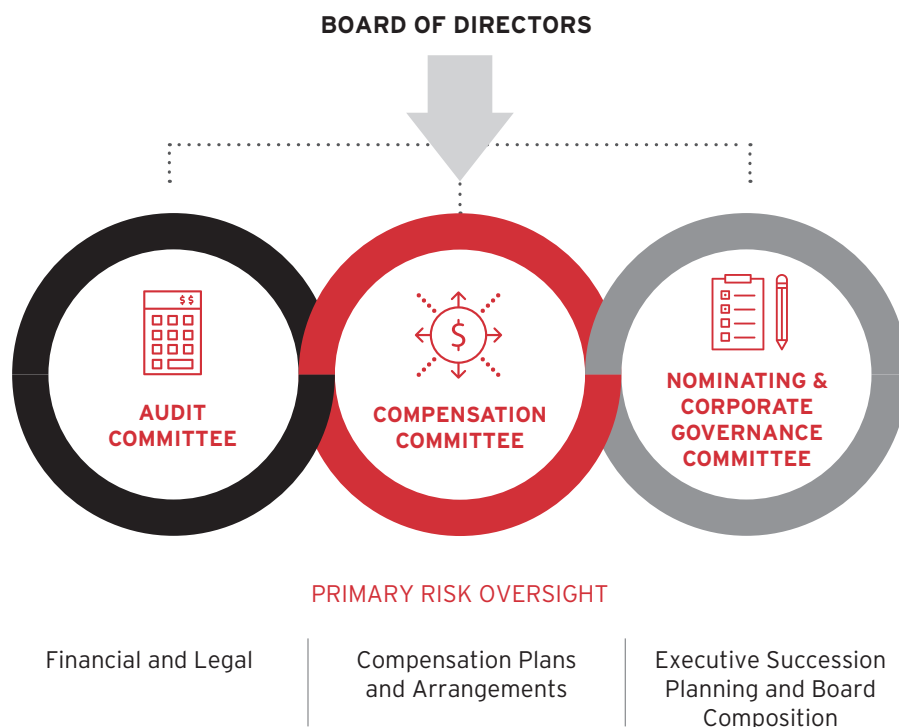 BOARD OF DIRECTORS
$$
$
AUDIT
COMMITTEE
COMPENSATION
COMMITTEE
NOMINATING &
CORPORATE
GOVERNANCE
COMMITTEE
PRIMARY RISK OVERSIGHT
Financial and Legal
Compensation Plans
and Arrangements
Executive Succession
Planning and Board
Composition